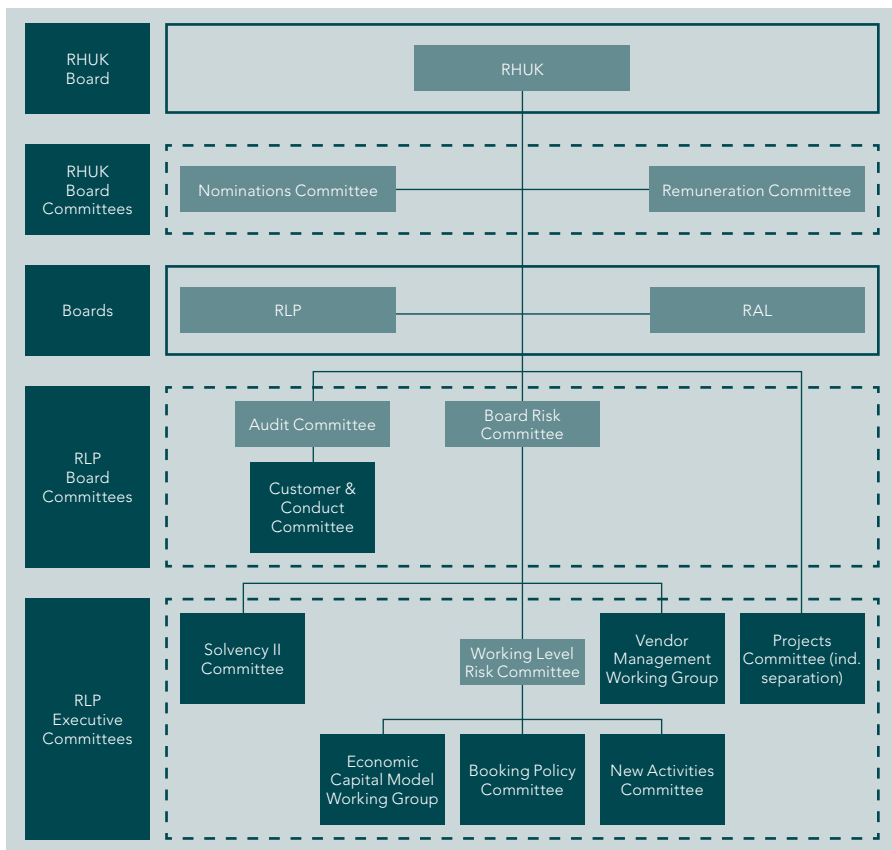 RHUK
Board
RHUK
RHUK
Board
Committees
Nominations Committee
Remuneration Committee
Boards
RLP
RAL
RLP
Board
Committees
Audit Committee
Board Risk
Committee
Customer &
Conduct
Committee
RLP
Executive
Committees
Solvency II
Committee
Working Level
Risk Committee
Vendor
Management
Working Group
Projects
Committee (ind.
separation)
Economic
Capital Model
Working Group
Booking Policy
Committee
New Activities
Committee